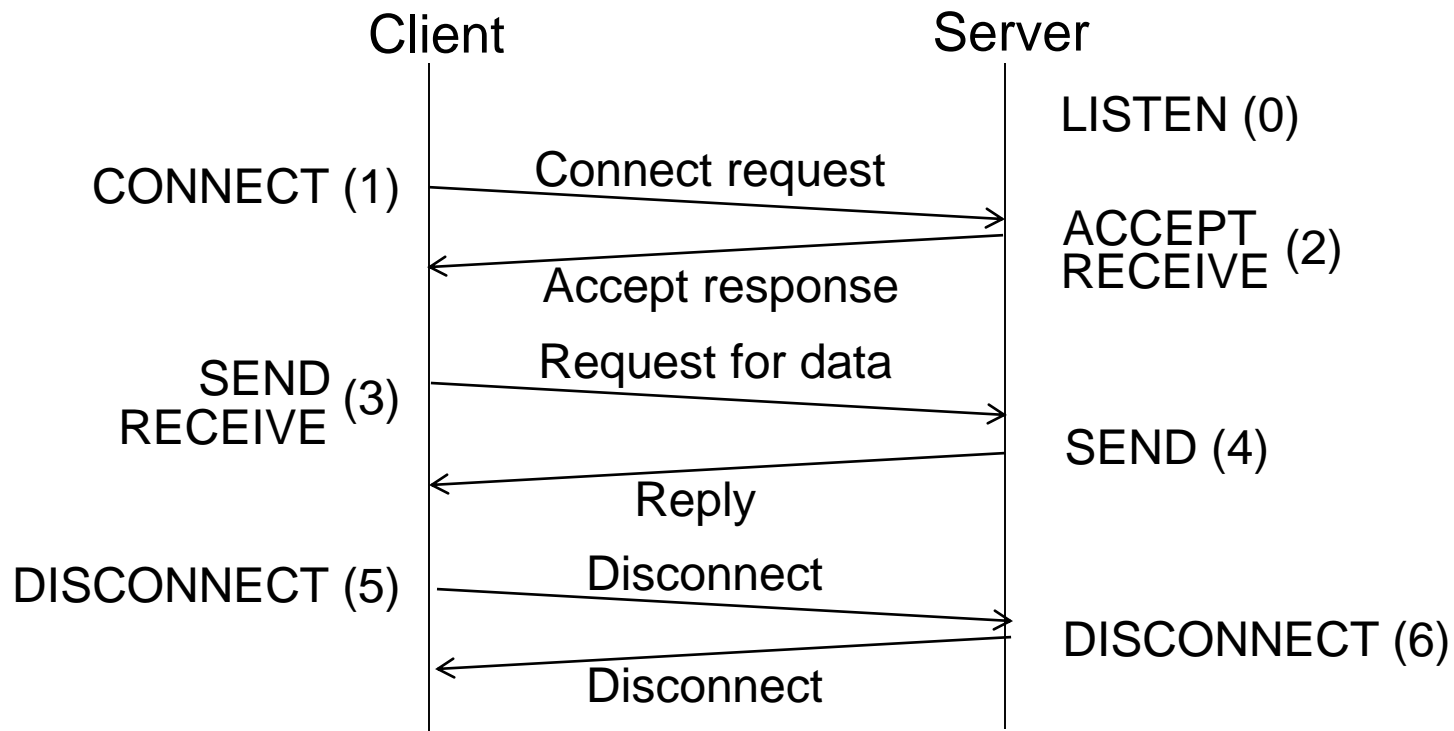 Client
Server
LISTEN (0)
CONNECT (1)
Connect request
ACCEPT
RECEIVE (2)
Accept response
SEND
RECEIVE (3)
Request for data
SEND (4)
Reply
DISCONNECT (5)
Disconnect
DISCONNECT (6)
Disconnect